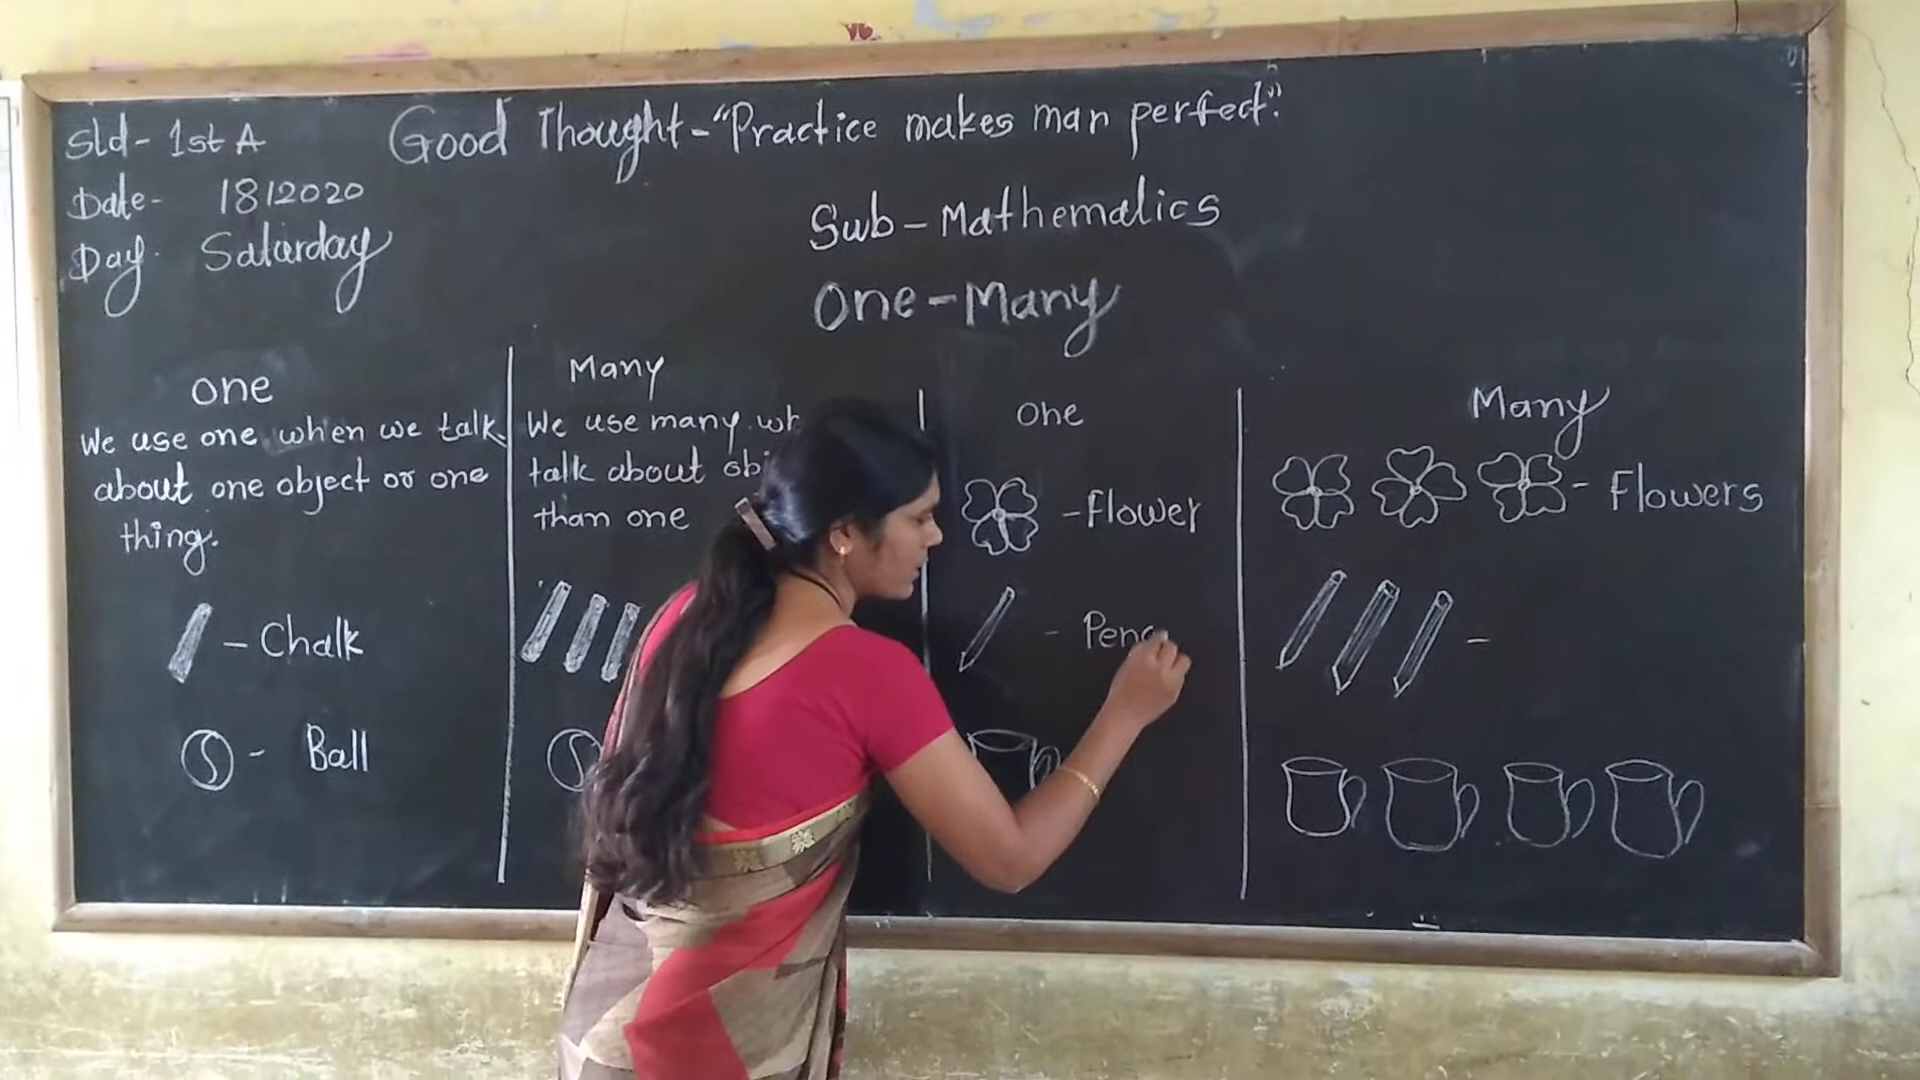 Std- 1st A
Good Thought-"Practice makes man perfect".
Date- 1812020
Day- Saturday
Sub-Mathematics
One-Many
One
We use one when we talk
about one object or one
thing.
- Chalk
- Ball
Many
We use many
talk about
than one
One
-Flower
- Penc
Many
- Flowers
-